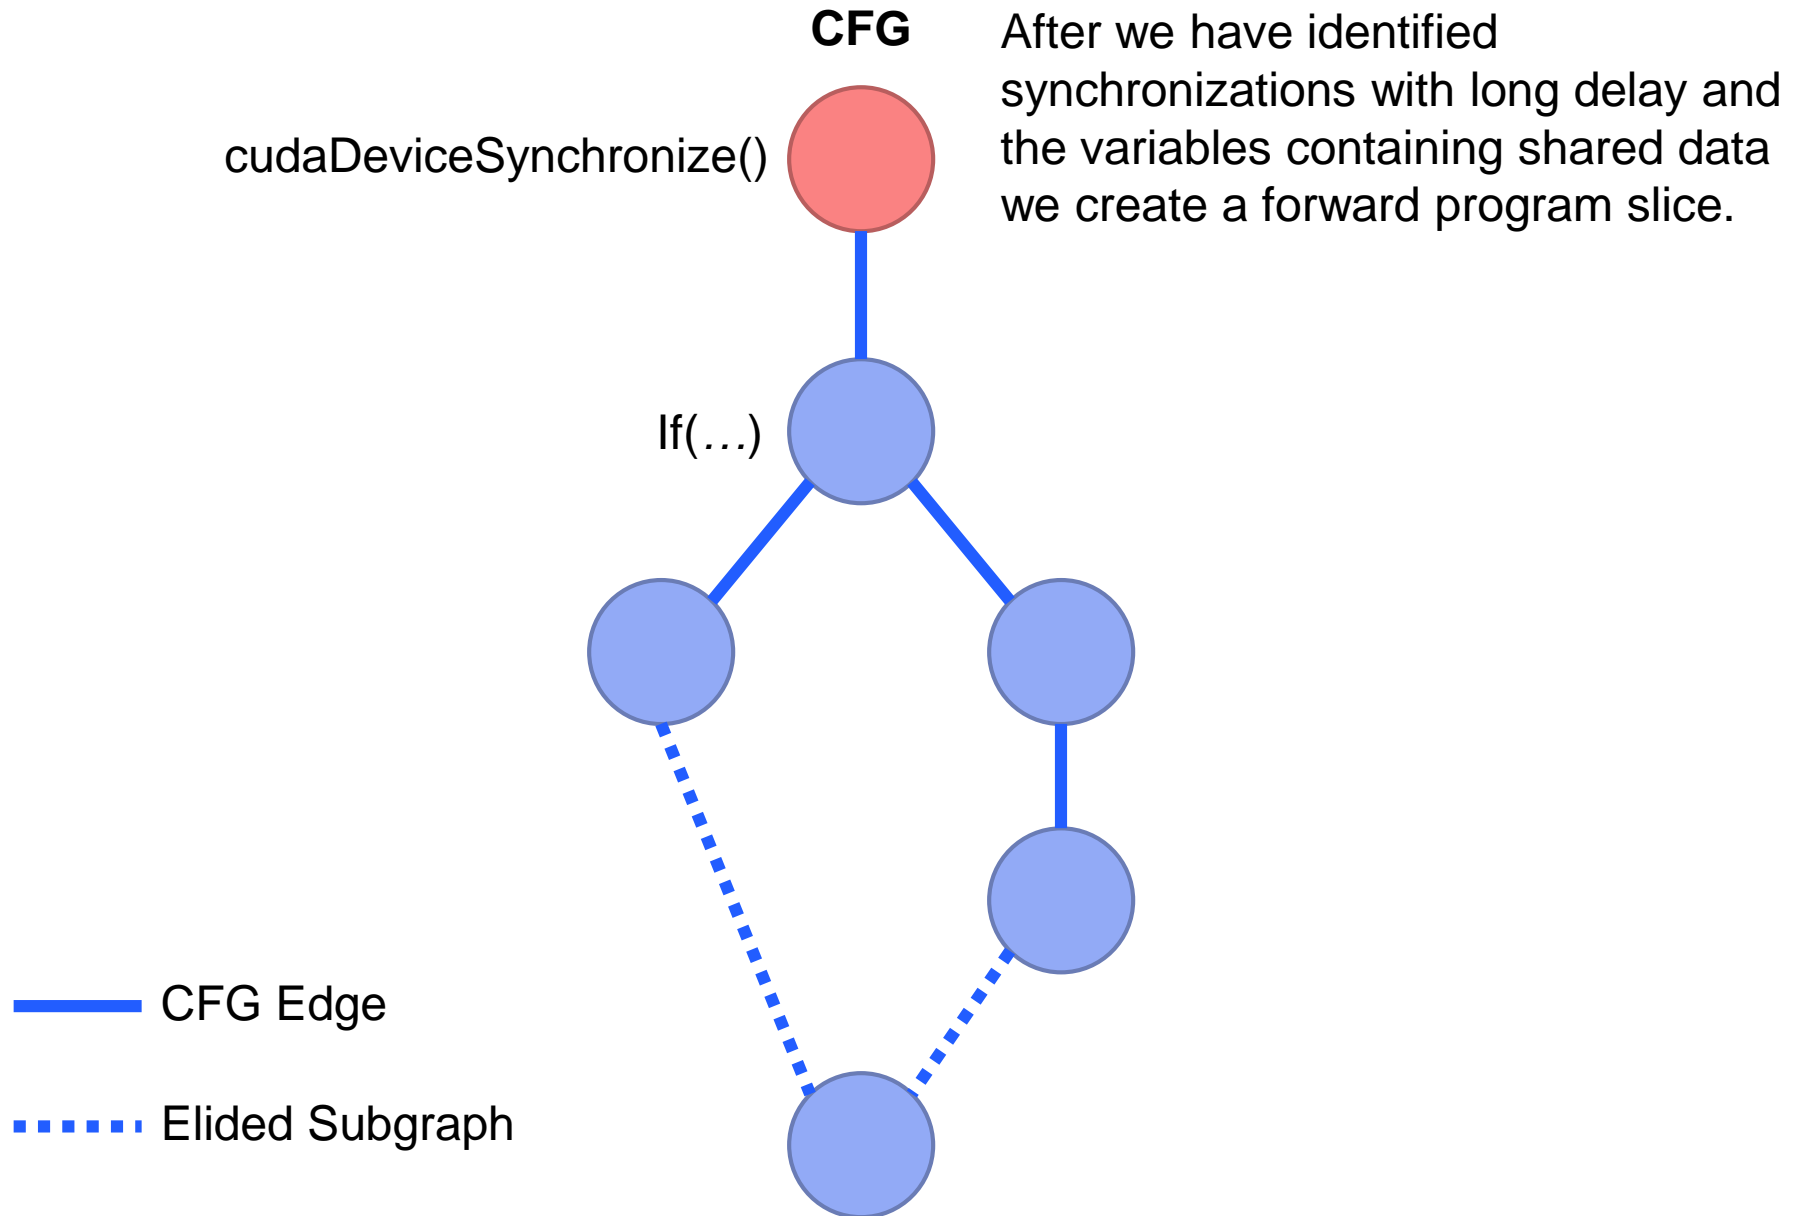 CFG
After we have identified
synchronizations with long delay and
the variables containing shared data
we create a forward program slice.
cudaDeviceSynchronize()
If(…)
CFG Edge
Elided Subgraph